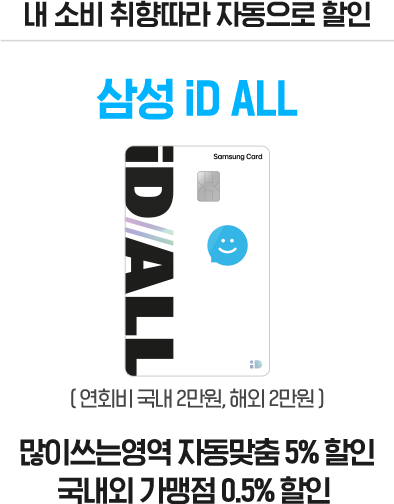 내 소비 취향따라 자동으로 할인
삼성 iD ALL
Samsung Card
iD//ALL
iD
( 연회비 국내 2만원, 해외 2만원 )
많이쓰는영역 자동맞춤 5% 할인
국내외 가맹점 0.5% 할인